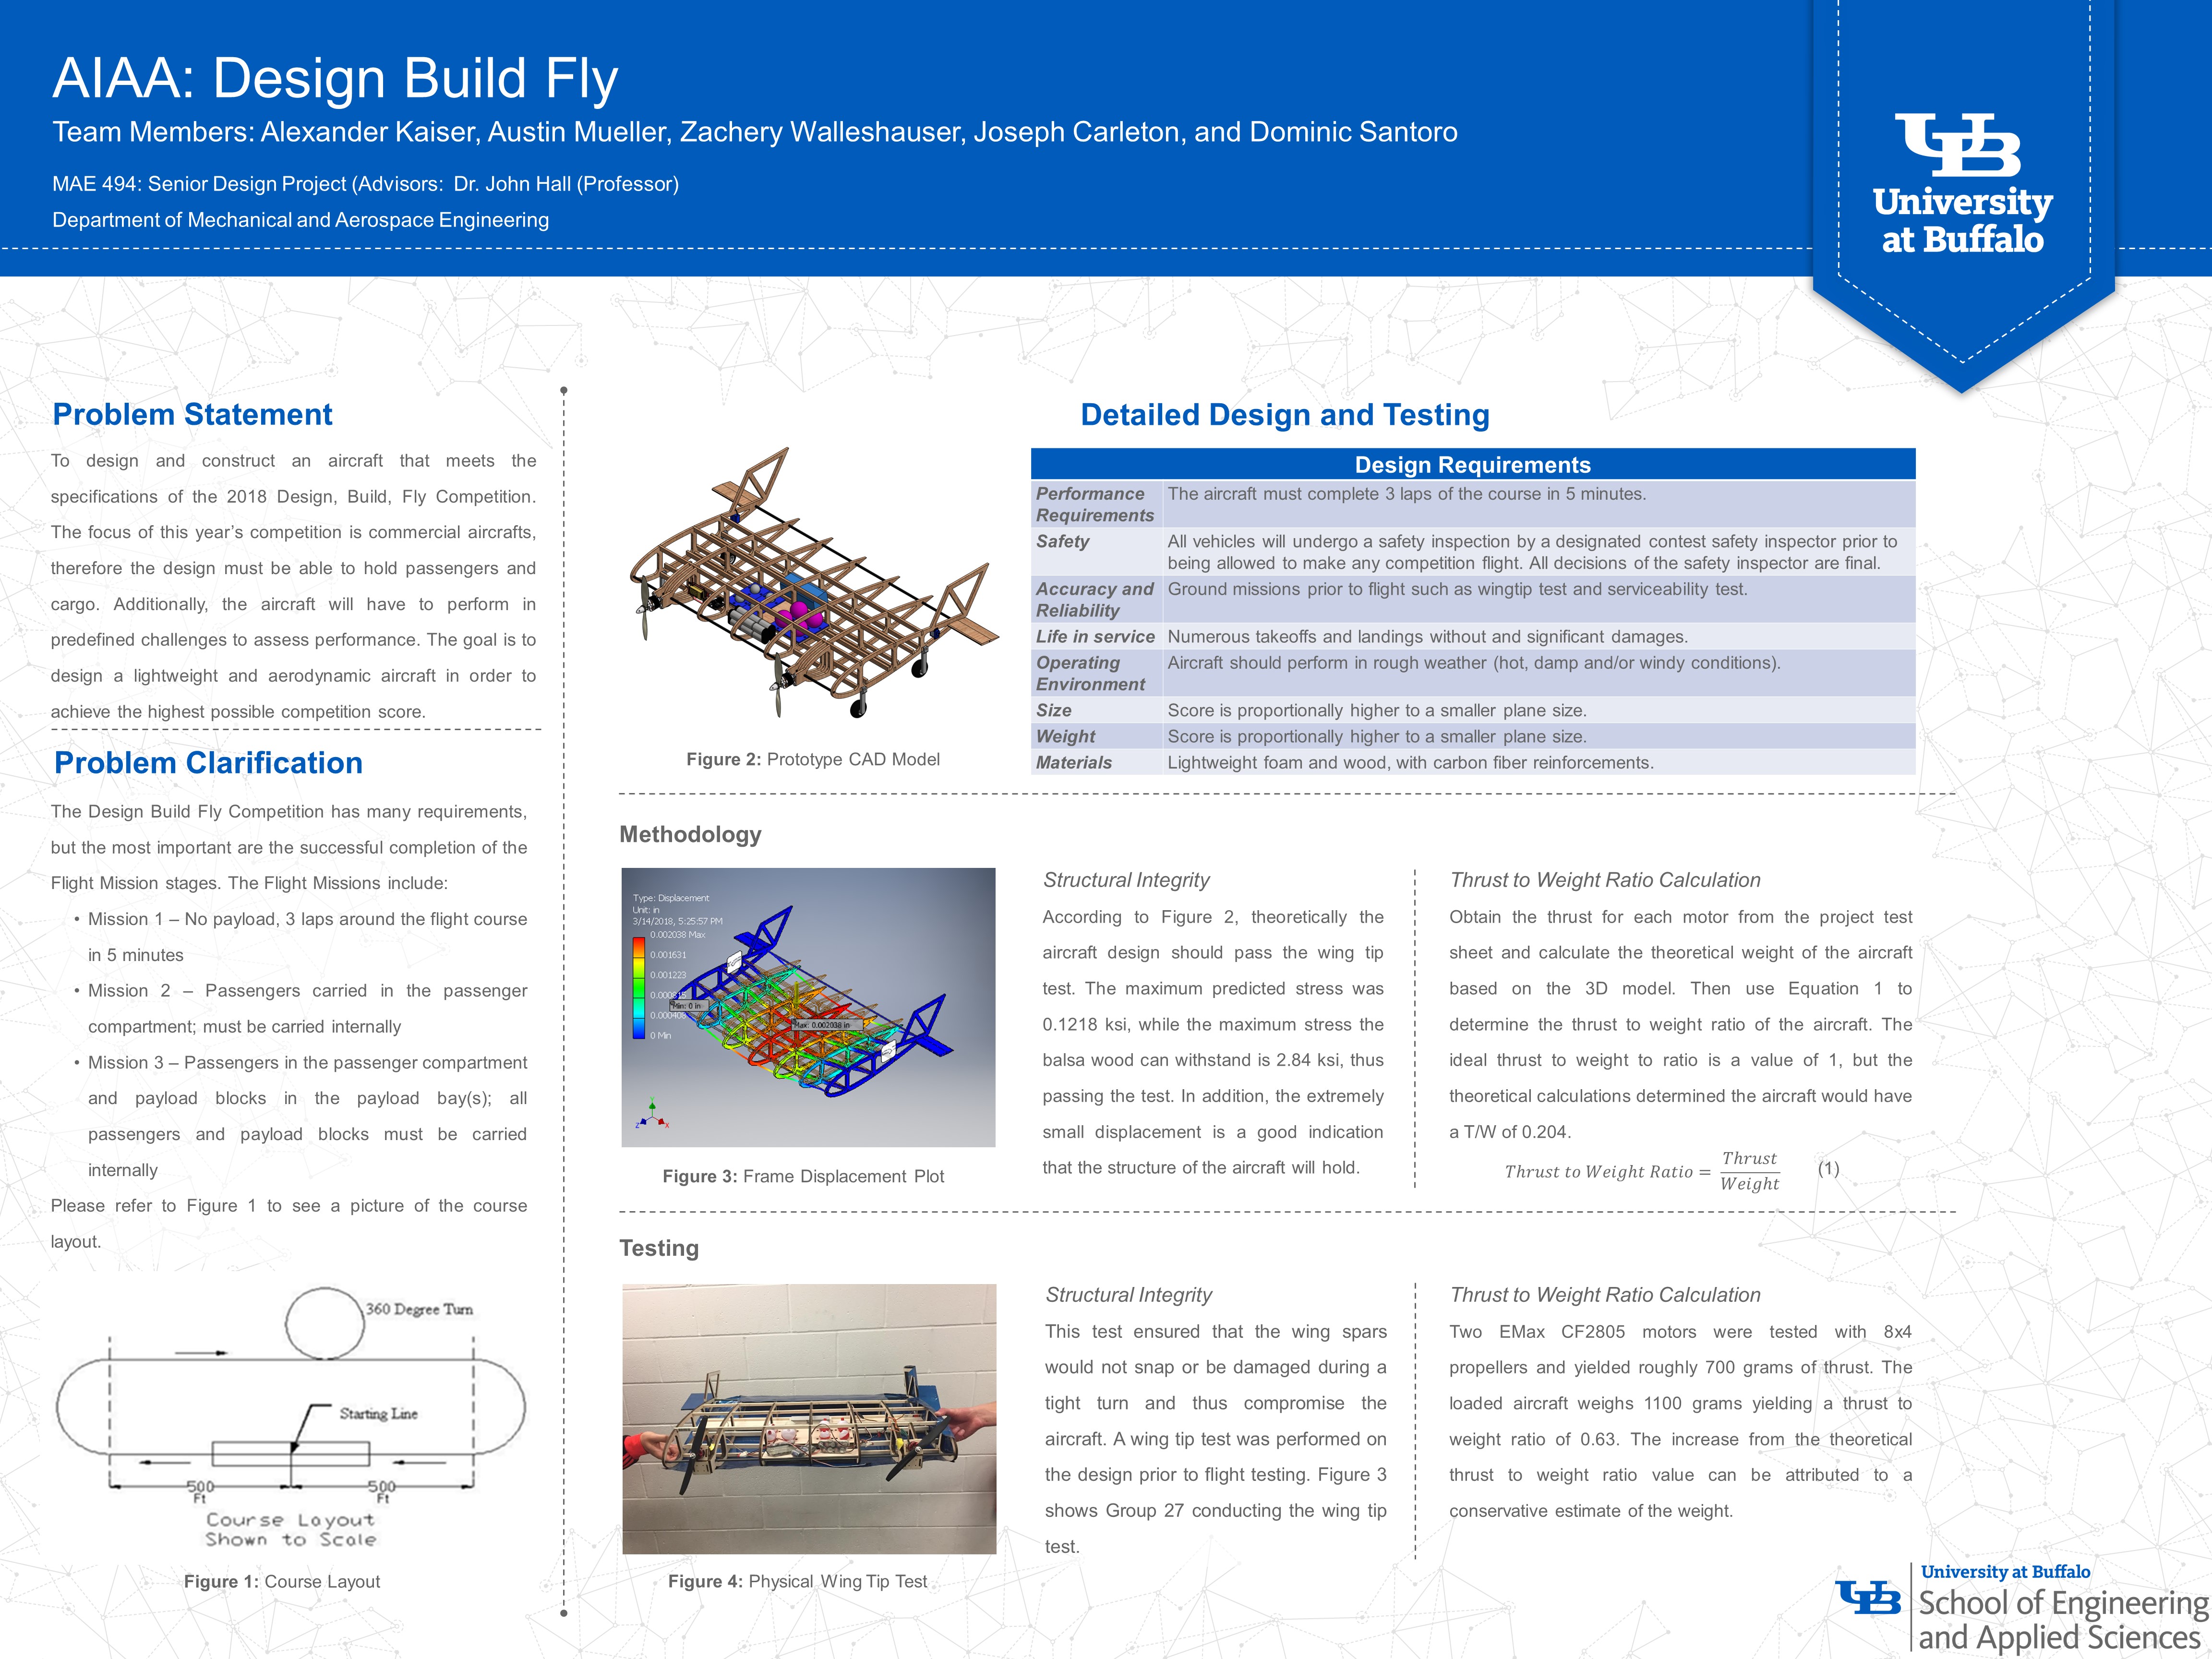 AIAA: Design Build Fly
Team Members: Alexander Kaiser, Austin Mueller, Zachery Walleshauser, Joseph Carleton, and Dominic Santoro
MAE 494: Senior Design Project (Advisors: Dr. John Hall (Professor)
Department of Mechanical and Aerospace Engineering
UB
University
at Buffalo
Problem Statement
To design and construct an aircraft that meets the
specifications of the 2018 Design, Build, Fly Competition.
The focus of this year's competition is commercial aircrafts,
therefore the design must be able to hold passengers and
cargo. Additionally, the aircraft will have to perform in
predefined challenges to assess performance. The goal is to
design a lightweight and aerodynamic aircraft in order to
achieve the highest possible competition score.
Problem Clarification
The Design Build Fly Competition has many requirements,
but the most important are the successful completion of the
Flight Mission stages. The Flight Missions include:
• Mission 1 – No payload, 3 laps around the flight course
in 5 minutes
• Mission 2 – Passengers carried in the passenger
compartment; must be carried internally
• Mission 3 – Passengers in the passenger compartment
and payload blocks in the payload bay(s); all
passengers and payload blocks must be carried
internally
Please refer to Figure 1 to see a picture of the course
layout.
360 Degree Turn
Starting Line
500 Ft
500 Ft
Course Layout
Shown to Scale
Figure 1: Course Layout
Figure 2: Prototype CAD Model
Detailed Design and Testing
Design Requirements
Performance Requirements The aircraft must complete 3 laps of the course in 5 minutes.
Safety All vehicles will undergo a safety inspection by a designated contest safety inspector prior to
being allowed to make any competition flight. All decisions of the safety inspector are final.
Accuracy and Reliability Ground missions prior to flight such as wingtip test and serviceability test.
Life in service Numerous takeoffs and landings without and significant damages.
Operating Environment Aircraft should perform in rough weather (hot, damp and/or windy conditions).
Size Score is proportionally higher to a smaller plane size.
Weight Score is proportionally higher to a smaller plane size.
Materials Lightweight foam and wood, with carbon fiber reinforcements.
Methodology
Type: Displacement
Unit: in
3/14/2018, 5:25:57 PM
0.002038 Max
0.001631
0.001223
0.000815
0.000408
0 Min
Min: 0 in
Max: 0.002038 in
Y
Z
X
Figure 3: Frame Displacement Plot
Structural Integrity
According to Figure 2, theoretically the
aircraft design should pass the wing tip
test. The maximum predicted stress was
0.1218 ksi, while the maximum stress the
balsa wood can withstand is 2.84 ksi, thus
passing the test. In addition, the extremely
small displacement is a good indication
that the structure of the aircraft will hold.
Thrust to Weight Ratio Calculation
Obtain the thrust for each motor from the project test
sheet and calculate the theoretical weight of the aircraft
based on the 3D model. Then use Equation 1 to
determine the thrust to weight ratio of the aircraft. The
ideal thrust to weight to ratio is a value of 1, but the
theoretical calculations determined the aircraft would have
a T/W of 0.204.
Thrust to Weight Ratio = Thrust / Weight (1)
Testing
Figure 4: Physical Wing Tip Test
Structural Integrity
This test ensured that the wing spars
would not snap or be damaged during a
tight turn and thus compromise the
aircraft. A wing tip test was performed on
the design prior to flight testing. Figure 3
shows Group 27 conducting the wing tip
test.
Thrust to Weight Ratio Calculation
Two EMax CF2805 motors were tested with 8x4
propellers and yielded roughly 700 grams of thrust. The
loaded aircraft weighs 1100 grams yielding a thrust to
weight ratio of 0.63. The increase from the theoretical
thrust to weight ratio value can be attributed to a
conservative estimate of the weight.
UB
University at Buffalo
School of Engineering
and Applied Sciences